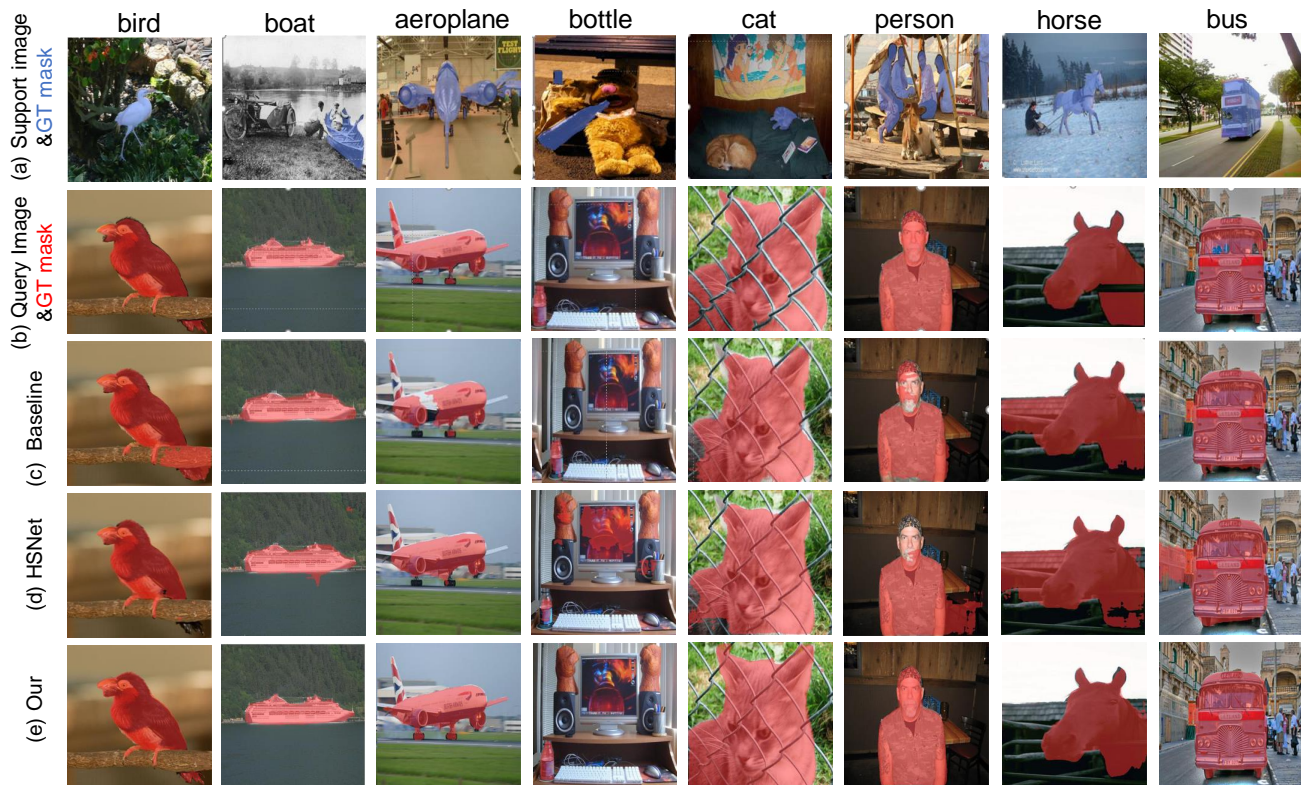 bird boat aeroplane bottle cat person horse bus
(a) Support image
&GT mask
TEST
FLIGHT
(b) Query Image
&GT mask
(c) Baseline
(d) HSNet
(e) Our